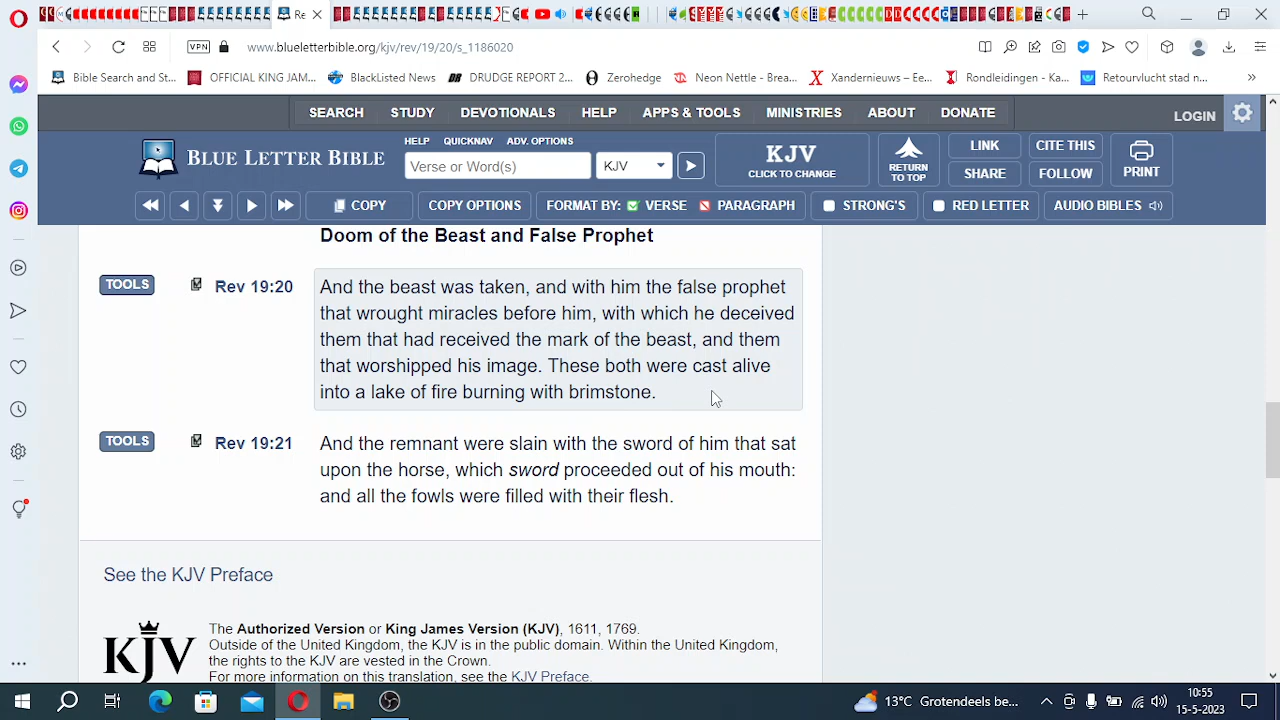 Re
VPN
www.blueletterbible.org/kjv/rev/19/20/s_1186020
Bible Search and St...
OFFICIAL KING JAM...
BlackListed News
DRUDGE REPORT 2...
Zerohedge
Neon Nettle - Brea...
Xandernieuws – Ee...
Rondleidingen - Ka...
Retourvlucht stad n...
SEARCH STUDY DEVOTIONALS HELP APPS & TOOLS MINISTRIES ABOUT DONATE
LOGIN
BLUE LETTER BIBLE
HELP QUICKNAV ADV. OPTIONS
Verse or Word(s)
KJV
KJV
CLICK TO CHANGE
RETURN
TO TOP
LINK
CITE THIS
SHARE
FOLLOW
PRINT
COPY
COPY OPTIONS
FORMAT BY: VERSE PARAGRAPH
STRONG'S
RED LETTER
AUDIO BIBLES
Doom of the Beast and False Prophet
TOOLS
Rev 19:20
And the beast was taken, and with him the false prophet
that wrought miracles before him, with which he deceived
them that had received the mark of the beast, and them
that worshipped his image. These both were cast alive
into a lake of fire burning with brimstone.
TOOLS
Rev 19:21
And the remnant were slain with the sword of him that sat
upon the horse, which sword proceeded out of his mouth:
and all the fowls were filled with their flesh.
See the KJV Preface
KJV
The Authorized Version or King James Version (KJV), 1611, 1769.
Outside of the United Kingdom, the KJV is in the public domain. Within the United Kingdom,
the rights to the KJV are vested in the Crown.
For more information on this translation, see the KJV Preface.
13°C Grotendeels be...
10:55
15-5-2023